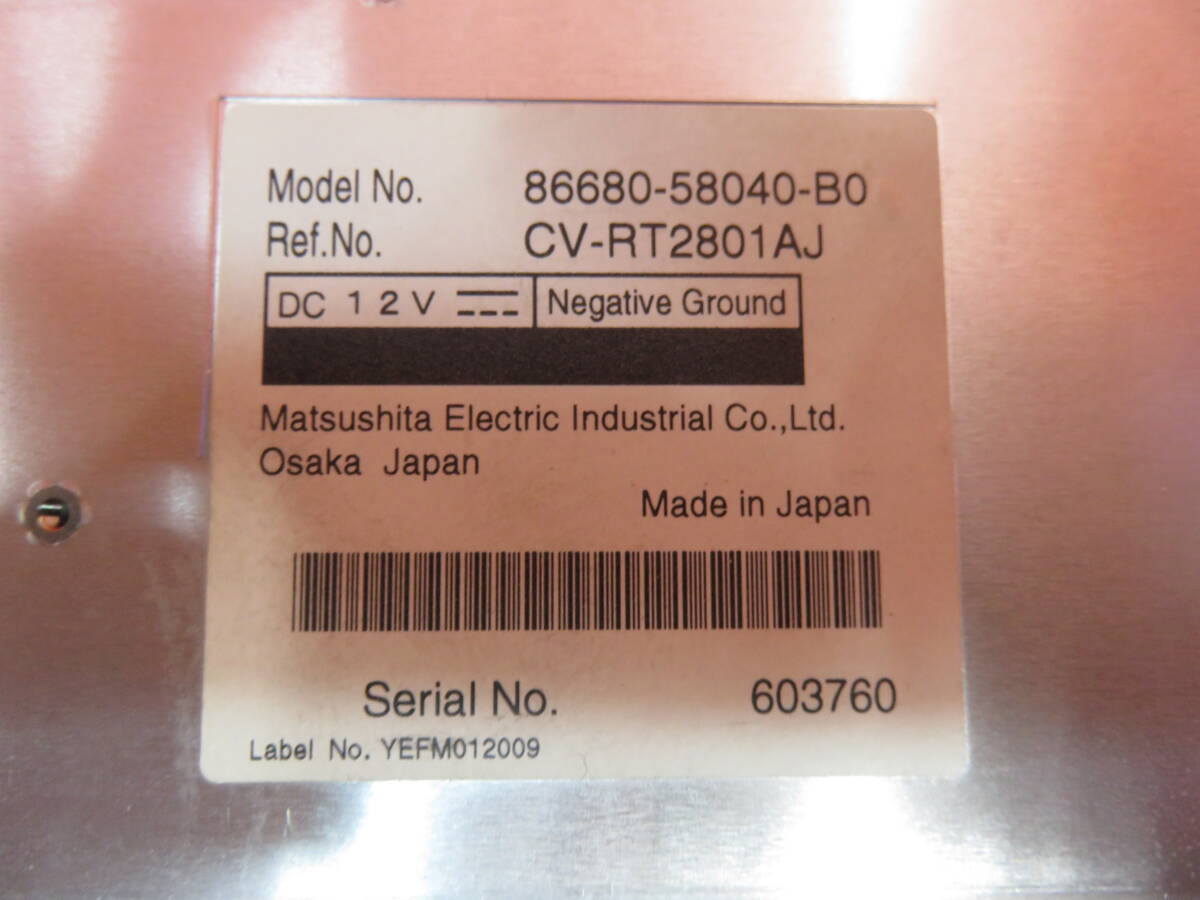 Model No. 86680-58040-B0
Ref.No. CV-RT2801AJ
DC 12V Negative Ground
Matsushita Electric Industrial Co.,Ltd.
Osaka Japan
Made in Japan
Serial No. 603760
Label No. YEFM012009